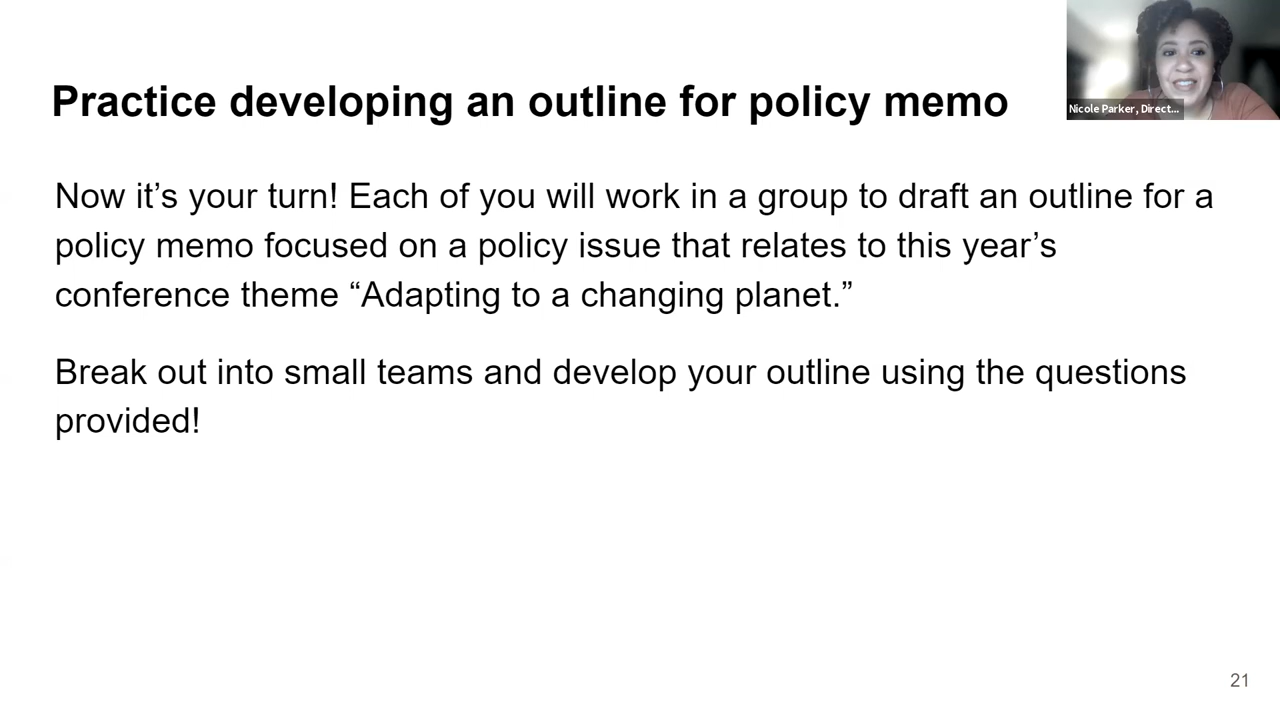 Practice developing an outline for policy memo
Nicole Parker, Direct...
Now it’s your turn! Each of you will work in a group to draft an outline for a
policy memo focused on a policy issue that relates to this year’s
conference theme “Adapting to a changing planet.”
Break out into small teams and develop your outline using the questions
provided!
21